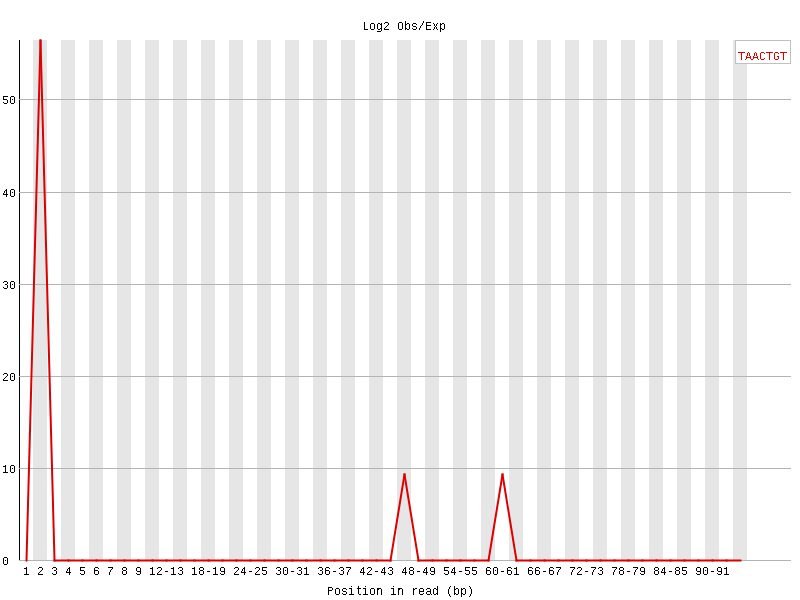 Log2 Obs/Exp
TAACTGT
50
40
30
20
10
0
1 2 3 4 5 6 7 8 9 12-13 18-19 24-25 30-31 36-37 42-43 48-49 54-55 60-61 66-67 72-73 78-79 84-85 90-91
Position in read (bp)